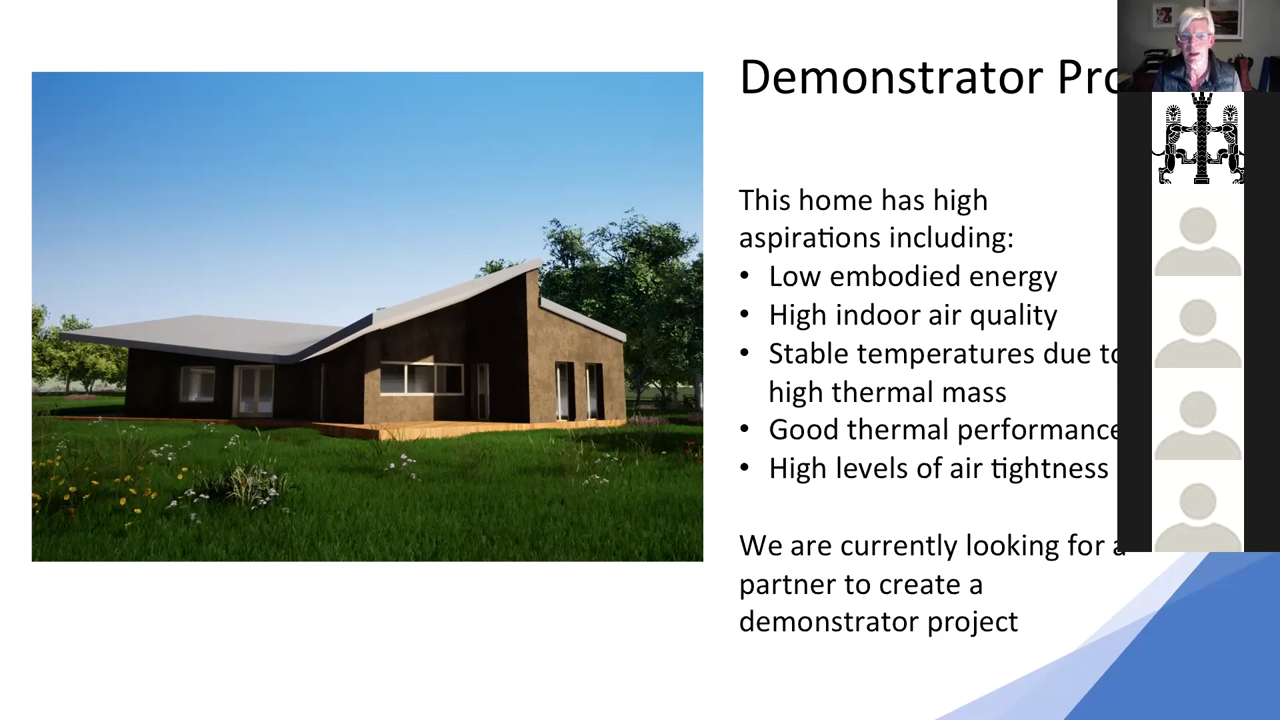 Demonstrator Pro
This home has high
aspirations including:
• Low embodied energy
• High indoor air quality
• Stable temperatures due to
high thermal mass
• Good thermal performance
• High levels of air tightness
We are currently looking for a
partner to create a
demonstrator project